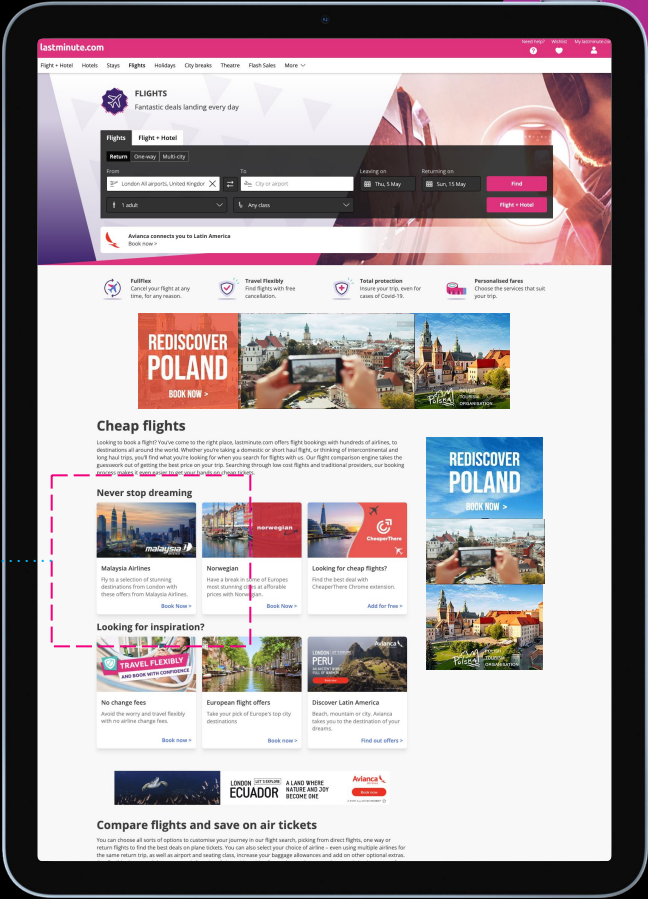 lastminute.com
Need help? Wishlist My lastminute.com
Flight + Hotel Hotels Stays Flights Holidays City breaks Theatre Flash Sales More
FLIGHTS
Fantastic deals landing every day
Flights Flight + Hotel
Return One-way Multi-city
From To Leaving on Returning on
London All airports, United Kingdor City or airport Thu, 5 May Sun, 15 May Find
1 adult Any class Flight + Hotel
Avianca connects you to Latin America
Book now >
FullFlex
Cancel your flight at any
time, for any reason.
Travel Flexibly
Find flights with free
cancellation.
Total protection
Insure your trip, even for
cases of Covid-19.
Personalised fares
Choose the services that suit
your trip.
REDISCOVER
POLAND
BOOK NOW >
POLISH
TOURISM
ORGANISATION
Cheap flights
Looking to book a flight? You've come to the right place, lastminute.com offers flight bookings with hundreds of airlines, to
destinations all around the world. Whether you're taking a domestic or short haul flight, or thinking of intercontinental and
long haul trips, you'll find what you're looking for when you search for flights with us. Our flight comparison engine takes the
guesswork out of getting the best price on your trip. Searching through low cost flights and traditional providers, our booking
process makes it even easier to get your hands on cheap tickets.
REDISCOVER
POLAND
BOOK NOW >
POLISH
TOURISM
ORGANISATION
Never stop dreaming
malaysia
Malaysia Airlines
Fly to a selection of stunning
destinations from London with
these offers from Malaysia Airlines.
Book Now >
norwegian
Norwegian
Have a break in some of Europes
most stunning cities at afforable
prices with Norwegian.
Book Now >
CheaperThere
Looking for cheap flights?
Find the best deal with
CheaperThere Chrome extension.
Add for free >
Looking for inspiration?
TRAVEL FLEXIBLY
AND BOOK WITH CONFIDENCE
No change fees
Avoid the worry and travel flexibly
with no airline change fees.
Book now >
European flight offers
Take your pick of Europe's top city
destinations
Book now >
Avianca
LONDON
PERU
Discover Latin America
Beach, mountain or city. Avianca
takes you to the destination of your
dreams.
Find out offers >
LONDON LET'S EXPLORE
ECUADOR
A LAND WHERE
NATURE AND JOY
BECOME ONE
Avianca
Book now
Compare flights and save on air tickets
You can choose all sorts of options to customise your journey in our flight search, picking from direct flights, one way or
return flights to find the best deals on plane tickets. You can also select your choice of airline – even using multiple airlines for
the same return trip, as well as airport and seating class, increase your baggage allowances and add on other optional extras.